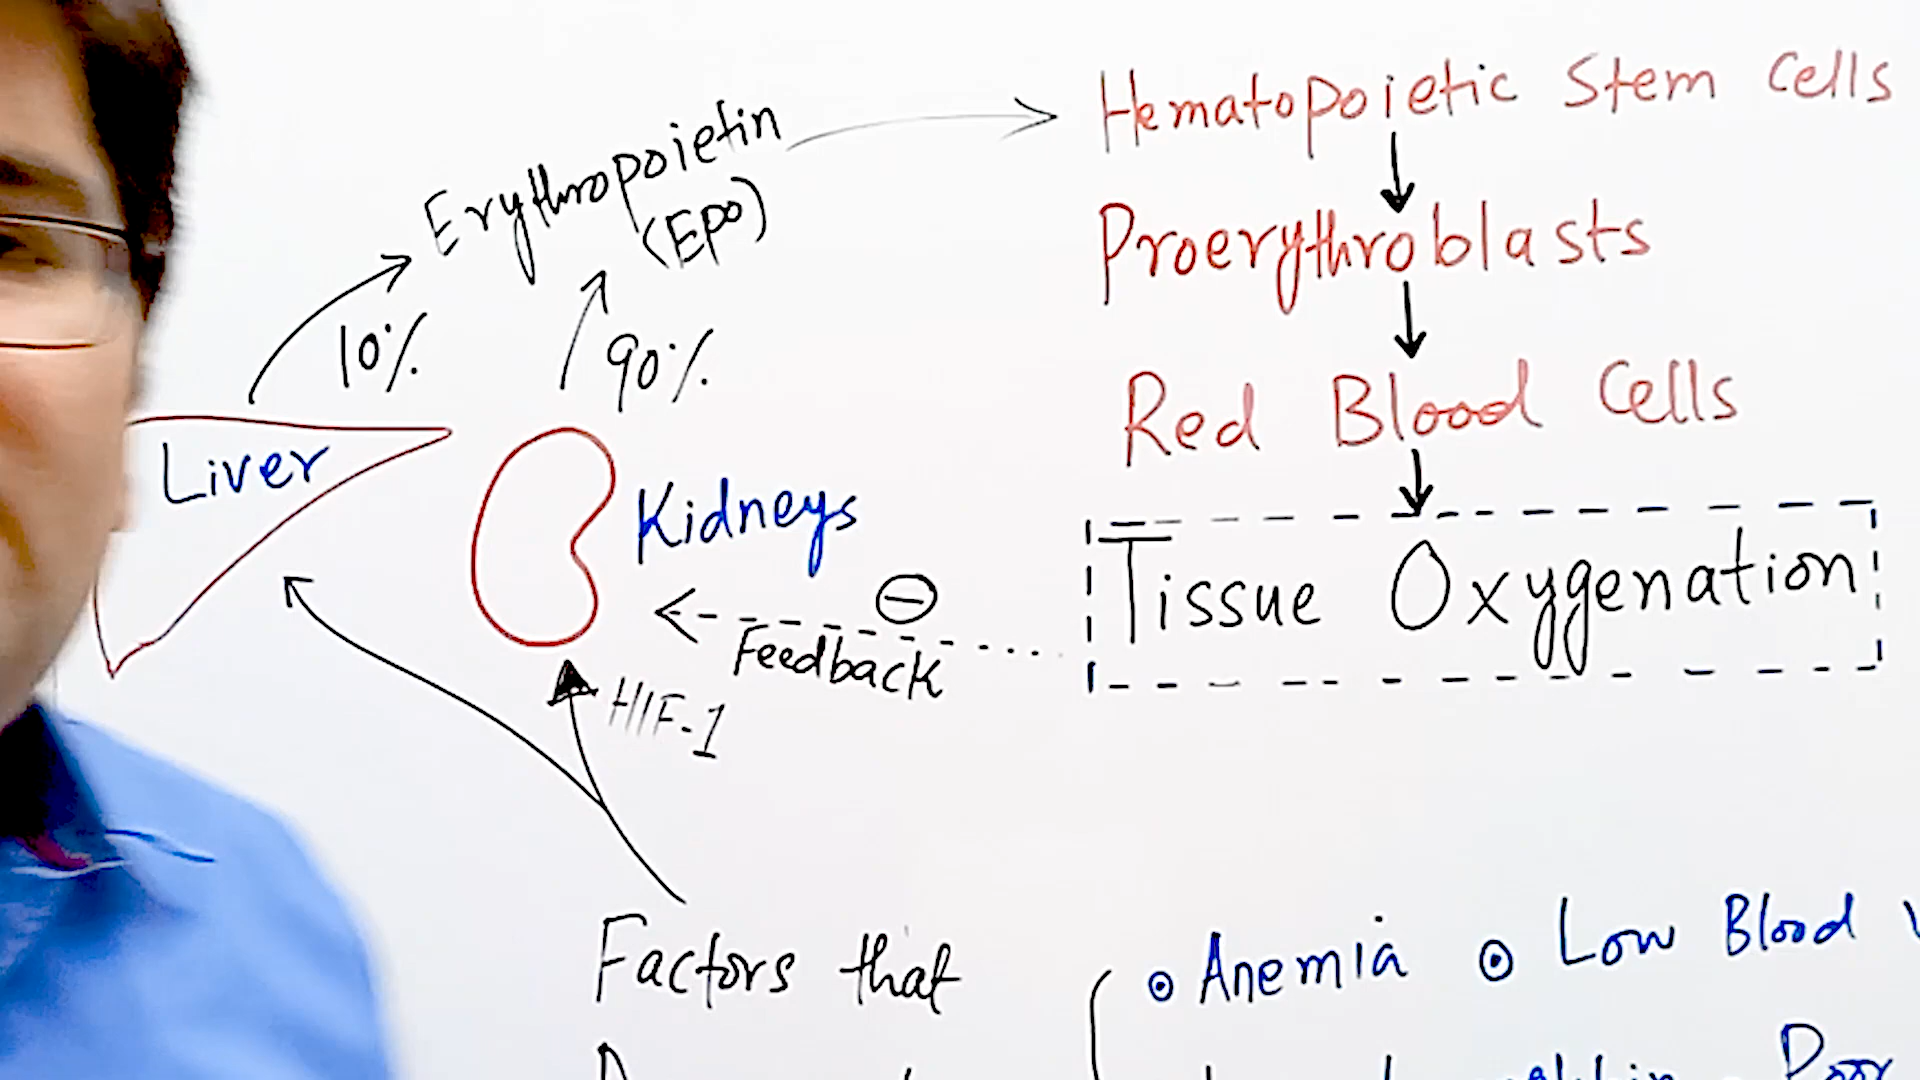 Hematopoietic Stem Cells
Erythropoietin
(Epo)
Proerythroblasts
10%
90%
Red Blood Cells
Liver
Kidneys
Tissue Oxygenation
⊖
Feedback
HIF-1
Factors that
⊙ Anemia ⊙ Low Blood
Poor